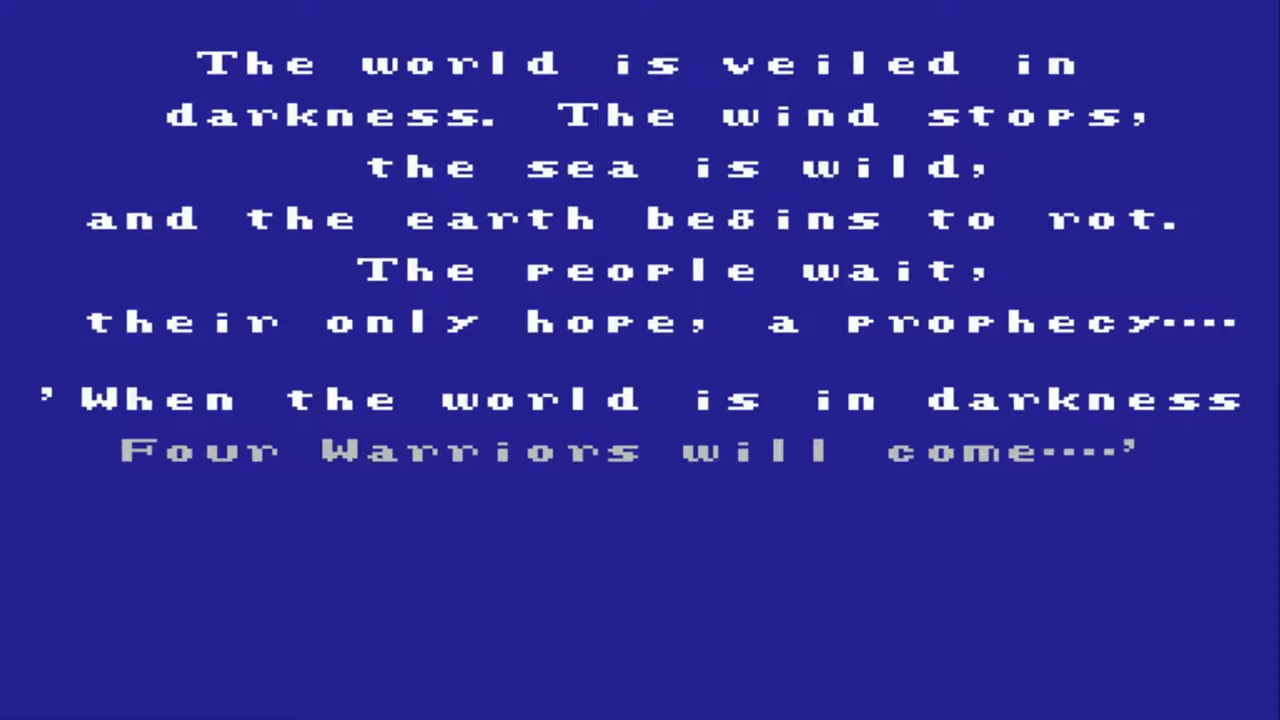 The world is veiled in
darkness. The wind stops,
the sea is wild,
and the earth begins to rot.
The people wait,
their only hope, a prophecy....
'When the world is in darkness
Four Warriors will come....'